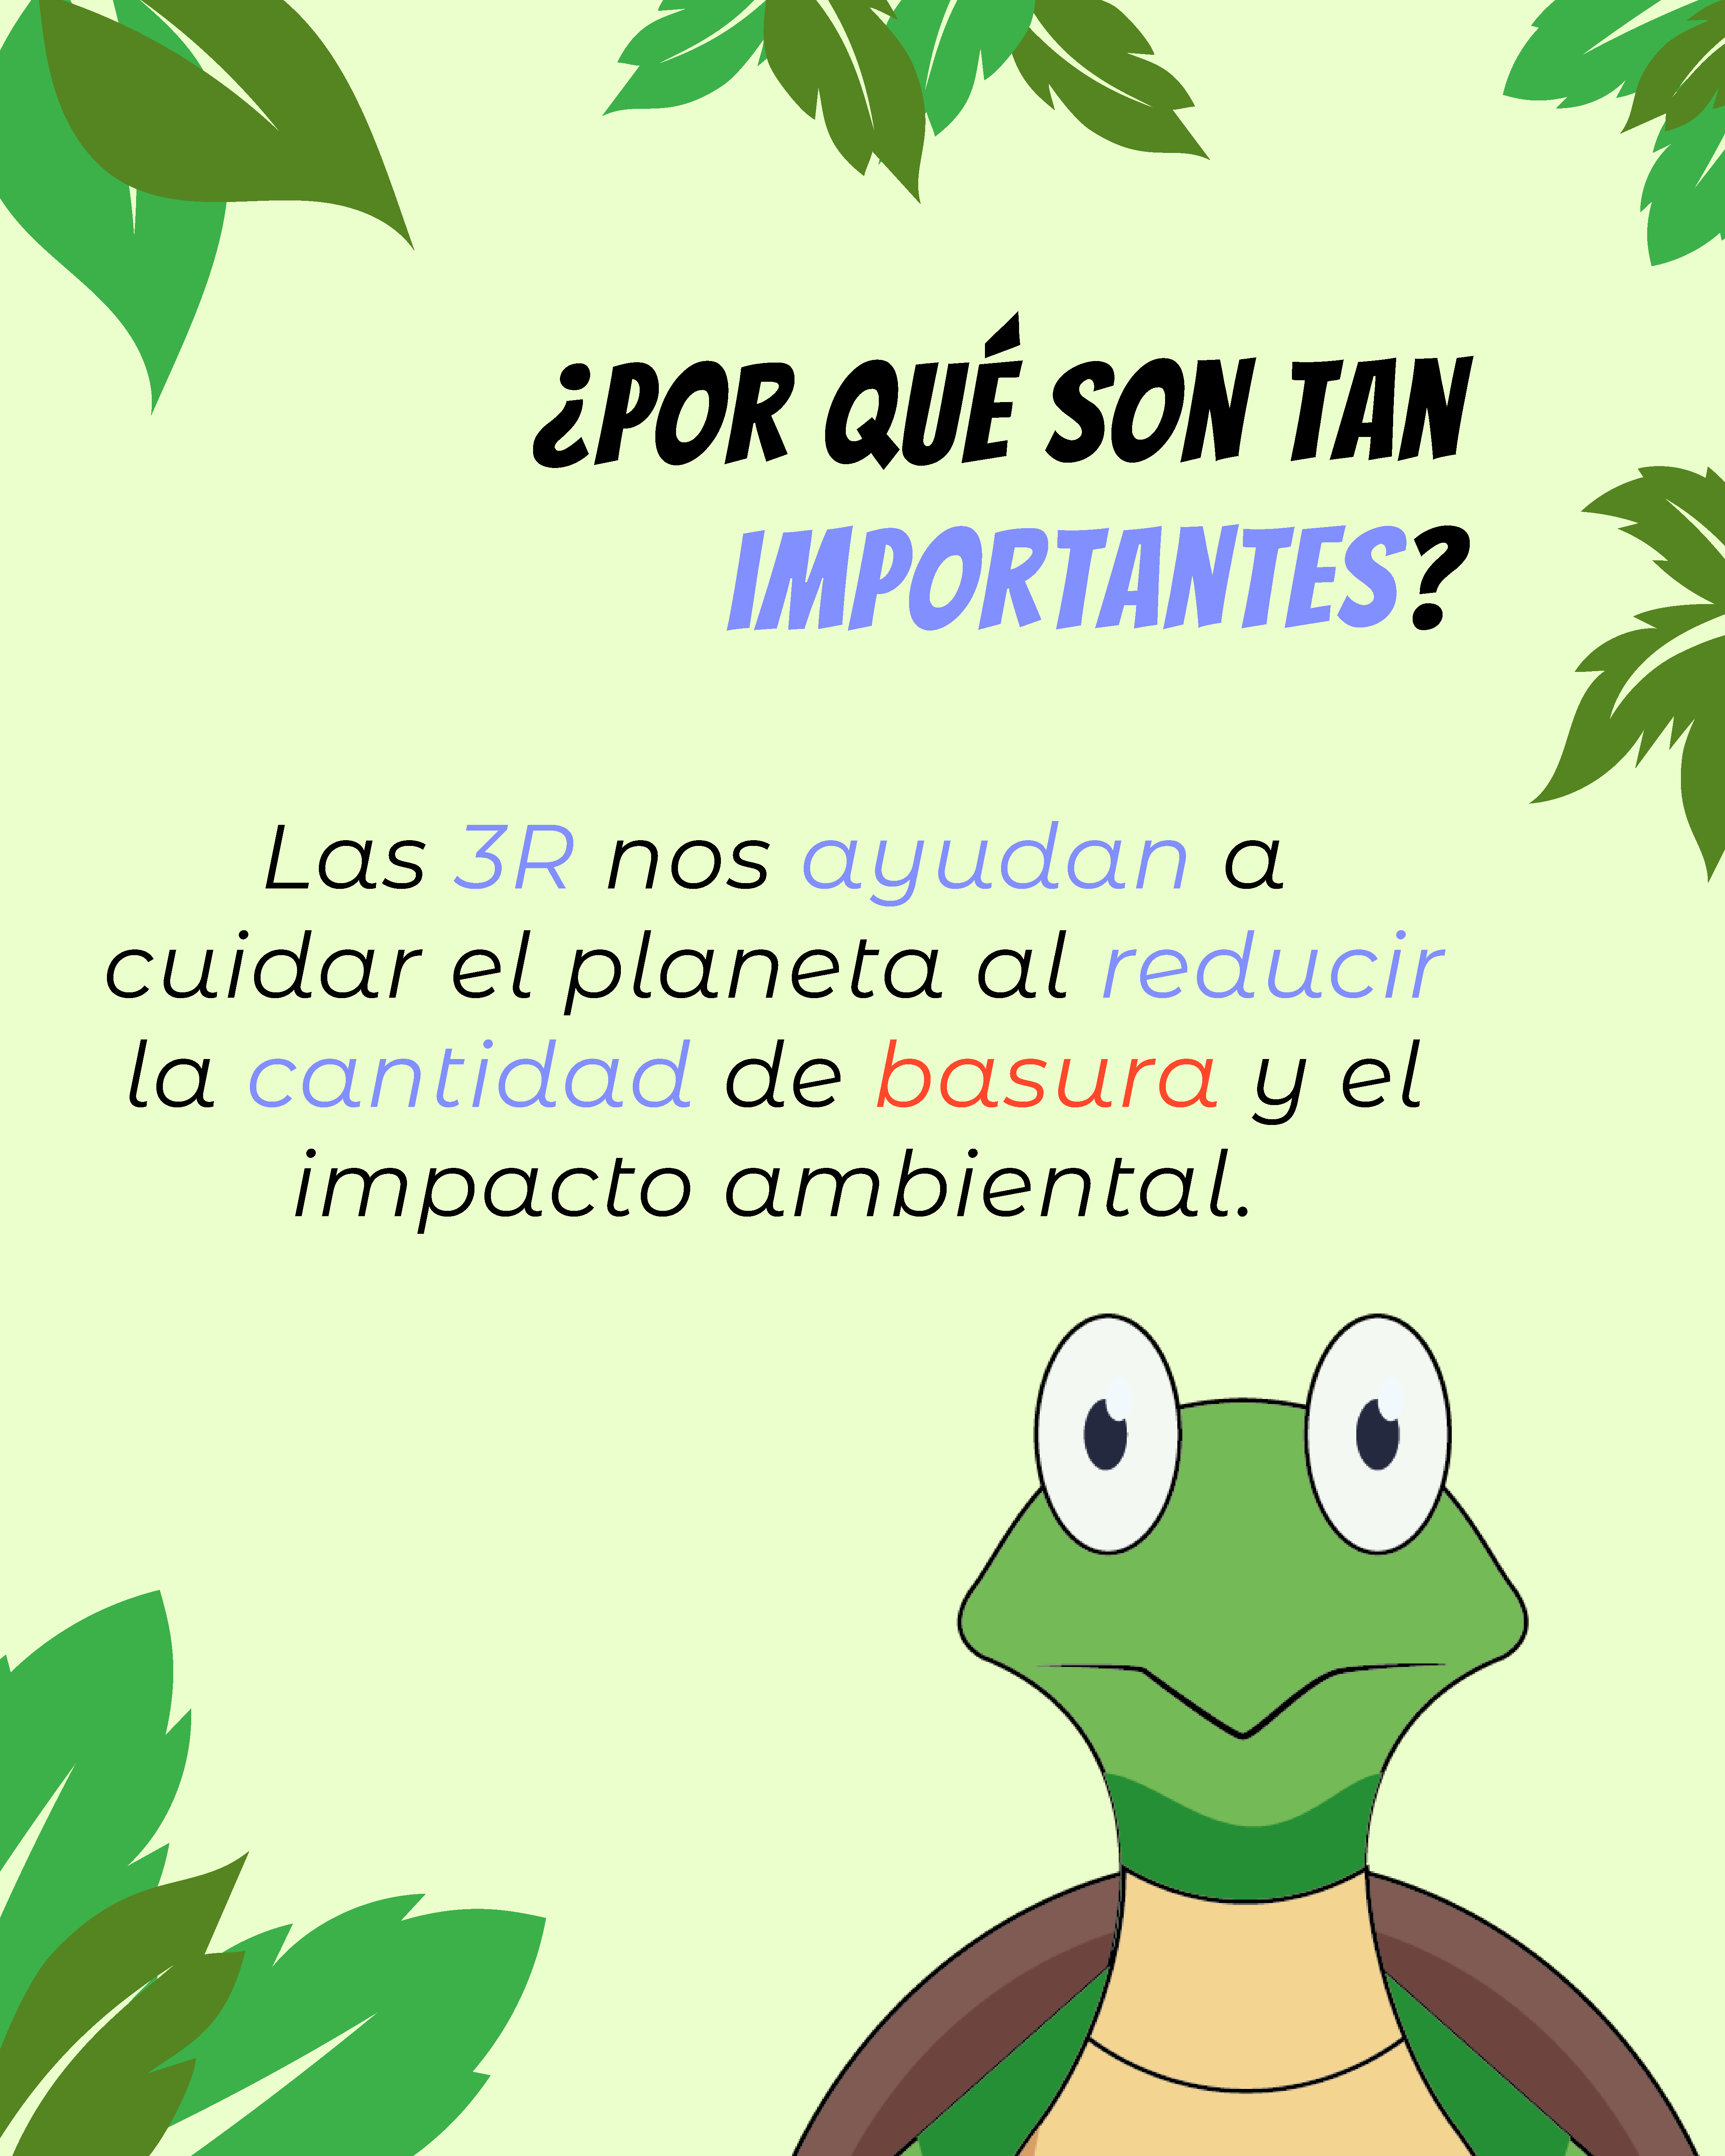 ¿POR QUÉ SON TAN
IMPORTANTES?
Las 3R nos ayudan a
cuidar el planeta al reducir
la cantidad de basura y el
impacto ambiental.